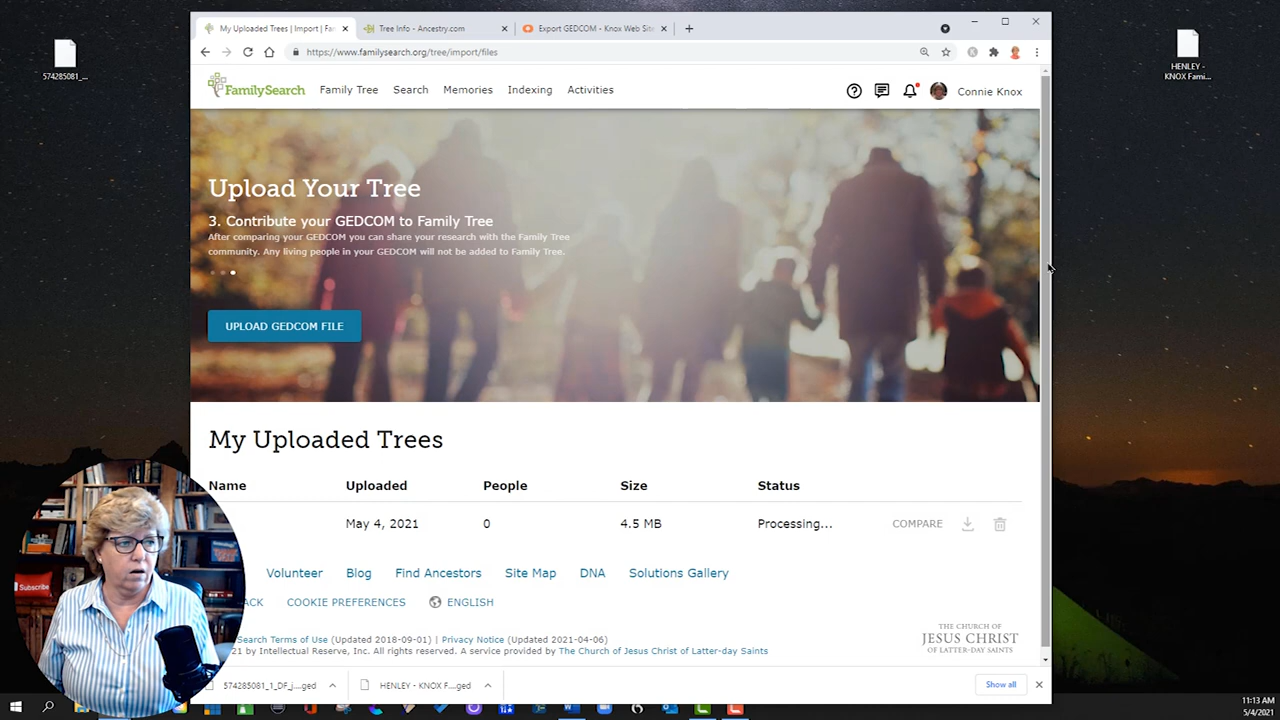 574285081_...
HENLEY -
KNOX Fami...
My Uploaded Trees | Import | Fam
Tree Info - Ancestry.com
Export GEDCOM - Knox Web Site
https://www.familysearch.org/tree/import/files
FamilySearch
Family Tree
Search
Memories
Indexing
Activities
Connie Knox
Upload Your Tree
3. Contribute your GEDCOM to Family Tree
After comparing your GEDCOM you can share your research with the Family Tree
community. Any living people in your GEDCOM will not be added to Family Tree.
UPLOAD GEDCOM FILE
My Uploaded Trees
Name Uploaded People Size Status
May 4, 2021 0 4.5 MB Processing... COMPARE
Volunteer Blog Find Ancestors Site Map DNA Solutions Gallery
ACK COOKIE PREFERENCES ENGLISH
Search Terms of Use (Updated 2018-09-01) | Privacy Notice (Updated 2021-04-06)
21 by Intellectual Reserve, Inc. All rights reserved. A service provided by The Church of Jesus Christ of Latter-day Saints
THE CHURCH OF
JESUS CHRIST
OF LATTER-DAY SAINTS
Subscribe
574285081_1_DF_i....ged
HENLEY - KNOX F....ged
Show all
11:13 AM
5/4/2021